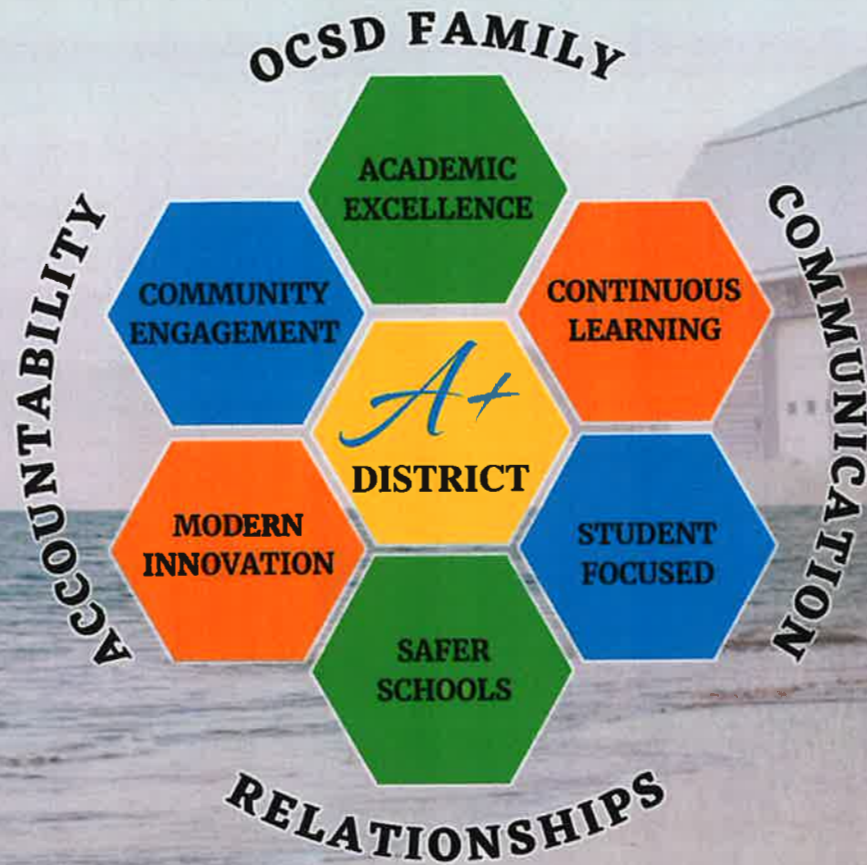 OCSD FAMILY
ACADEMIC
EXCELLENCE
COMMUNITY
ENGAGEMENT
CONTINUOUS
LEARNING
A+
DISTRICT
MODERN
INNOVATION
STUDENT
FOCUSED
SAFER
SCHOOLS
ACCOUNTABILITY
COMMUNICATION
RELATIONSHIPS